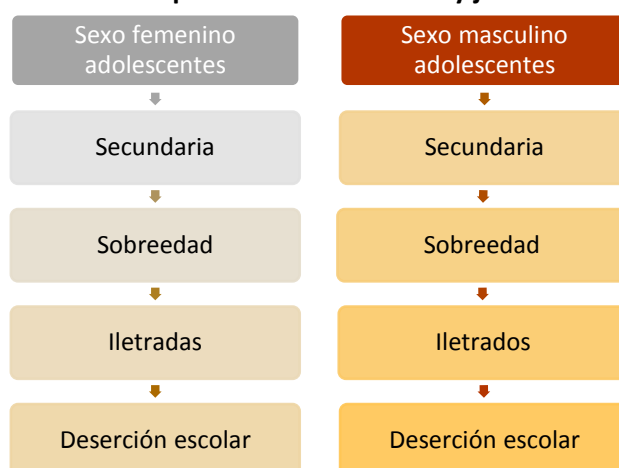 Sexo femenino
adolescentes
Secundaria
Sobreedad
Iletradas
Deserción escolar
Sexo masculino
adolescentes
Secundaria
Sobreedad
Iletrados
Deserción escolar